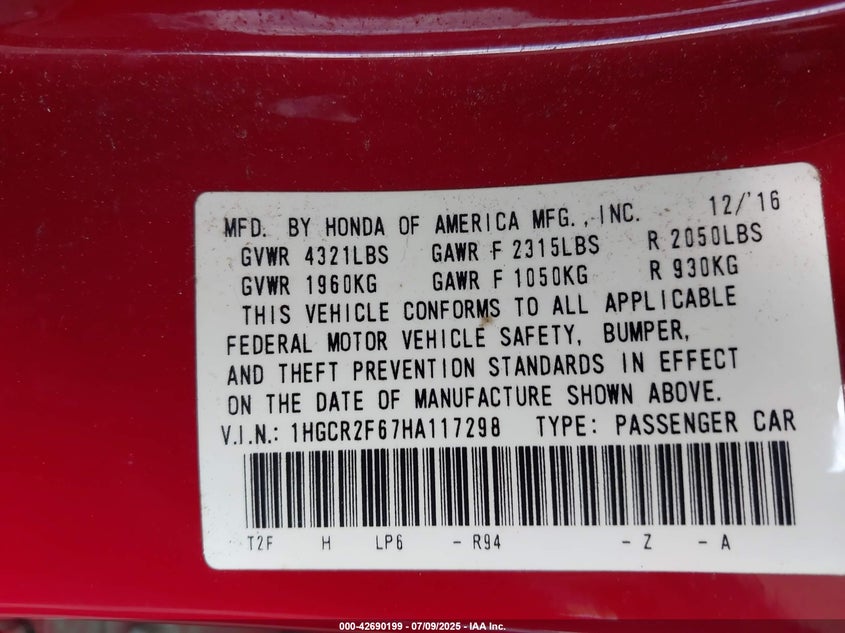 MFD. BY HONDA OF AMERICA MFG., INC. 12/'16
GVWR 4321LBS GAWR F 2315LBS R 2050LBS
GVWR 1960KG GAWR F 1050KG R 930KG
THIS VEHICLE CONFORMS TO ALL APPLICABLE
FEDERAL MOTOR VEHICLE SAFETY, BUMPER,
AND THEFT PREVENTION STANDARDS IN EFFECT
ON THE DATE OF MANUFACTURE SHOWN ABOVE.
V.I.N.: 1HGCR2F67HA117298 TYPE: PASSENGER CAR
T2F H LP6 - R94 - Z - A
000-42690199 - 07/09/2025 - IAA Inc.